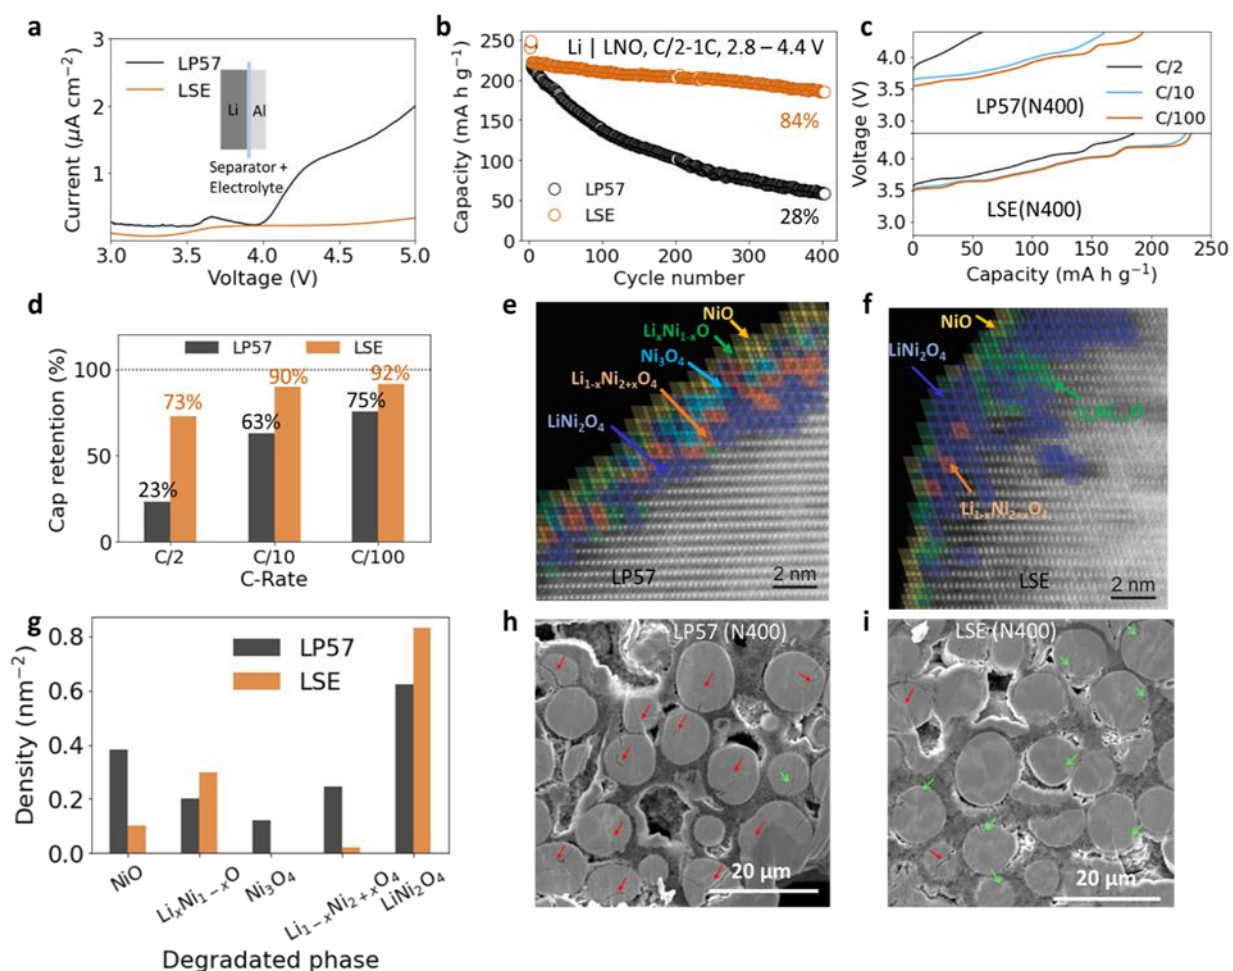 a
3
2
1
Current (μA cm⁻²)
LP57
LSE
Li
Al
Separator +
Electrolyte
3.0 3.5 4.0 4.5 5.0
Voltage (V)
b
250
200
150
100
50
0
Capacity (mA h g⁻¹)
Li | LNO, C/2-1C, 2.8 – 4.4 V
84%
LP57
LSE
28%
0 100 200 300 400
Cycle number
c
4.0
3.5
3.0
4.0
3.5
3.0
Voltage (V)
C/2
C/10
C/100
LP57(N400)
LSE(N400)
0 50 100 150 200 250
Capacity (mA h g⁻¹)
d
LP57 LSE
100
50
0
Cap retention (%)
23%
73%
63%
90%
75%
92%
C/2 C/10 C/100
C-Rate
e
NiO
LiₓNi₁₋ₓO
Ni₃O₄
Li₁₋ₓNi₂₊ₓO₄
LiNi₂O₄
LP57
2 nm
f
NiO
LiNi₂O₄
Li₁₋ₓNi₂₊ₓO₄
LSE
2 nm
g
0.8
0.6
0.4
0.2
0.0
Density (nm⁻²)
LP57
LSE
NiO
LiₓNi₁₋ₓO
Ni₃O₄
Li₁₋ₓNi₂₊ₓO₄
LiNi₂O₄
Degraded phase
h
LP57 (N400)
20 μm
i
LSE (N400)
20 μm